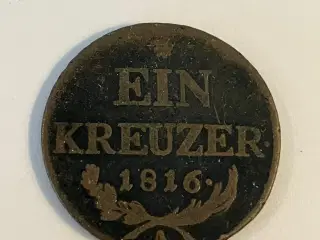 EIN
KREUZER·
1816·
A